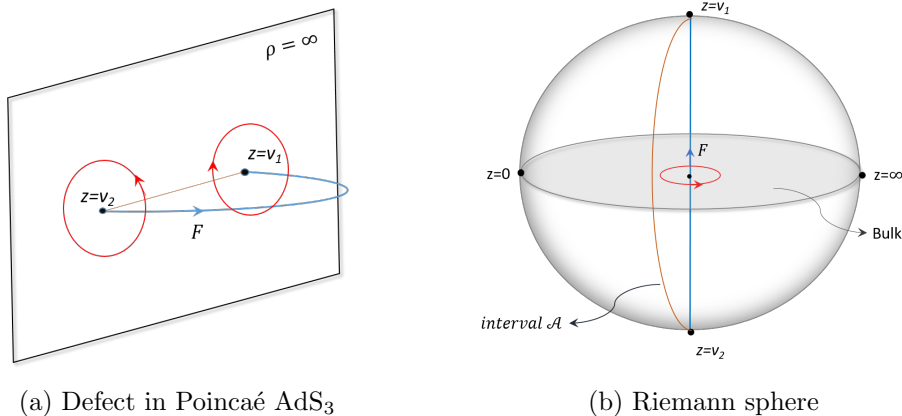 ρ = ∞
z=v₁
z=v₂
F
(a) Defect in Poincaé AdS₃
z=v₁
F
z=0
z=∞
Bulk
interval 𝒜
z=v₂
(b) Riemann sphere